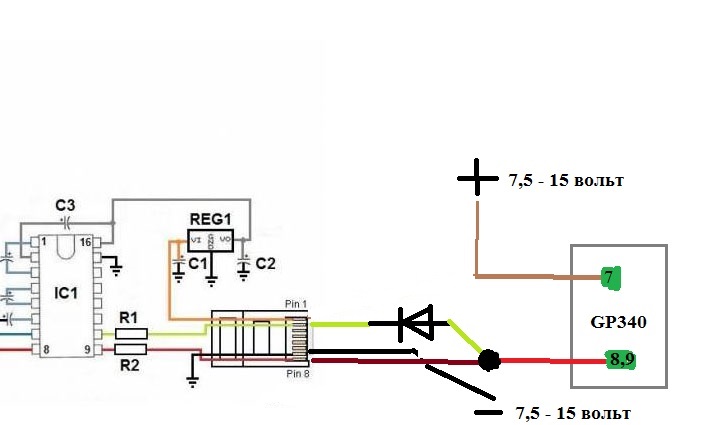 + 7,5 - 15 вольт
C3
REG1
VI GND VO
1 16
C1 C2
IC1
7
Pin 1
R1
GP340
8 9
R2
8,9
Pin 8
- 7,5 - 15 вольт